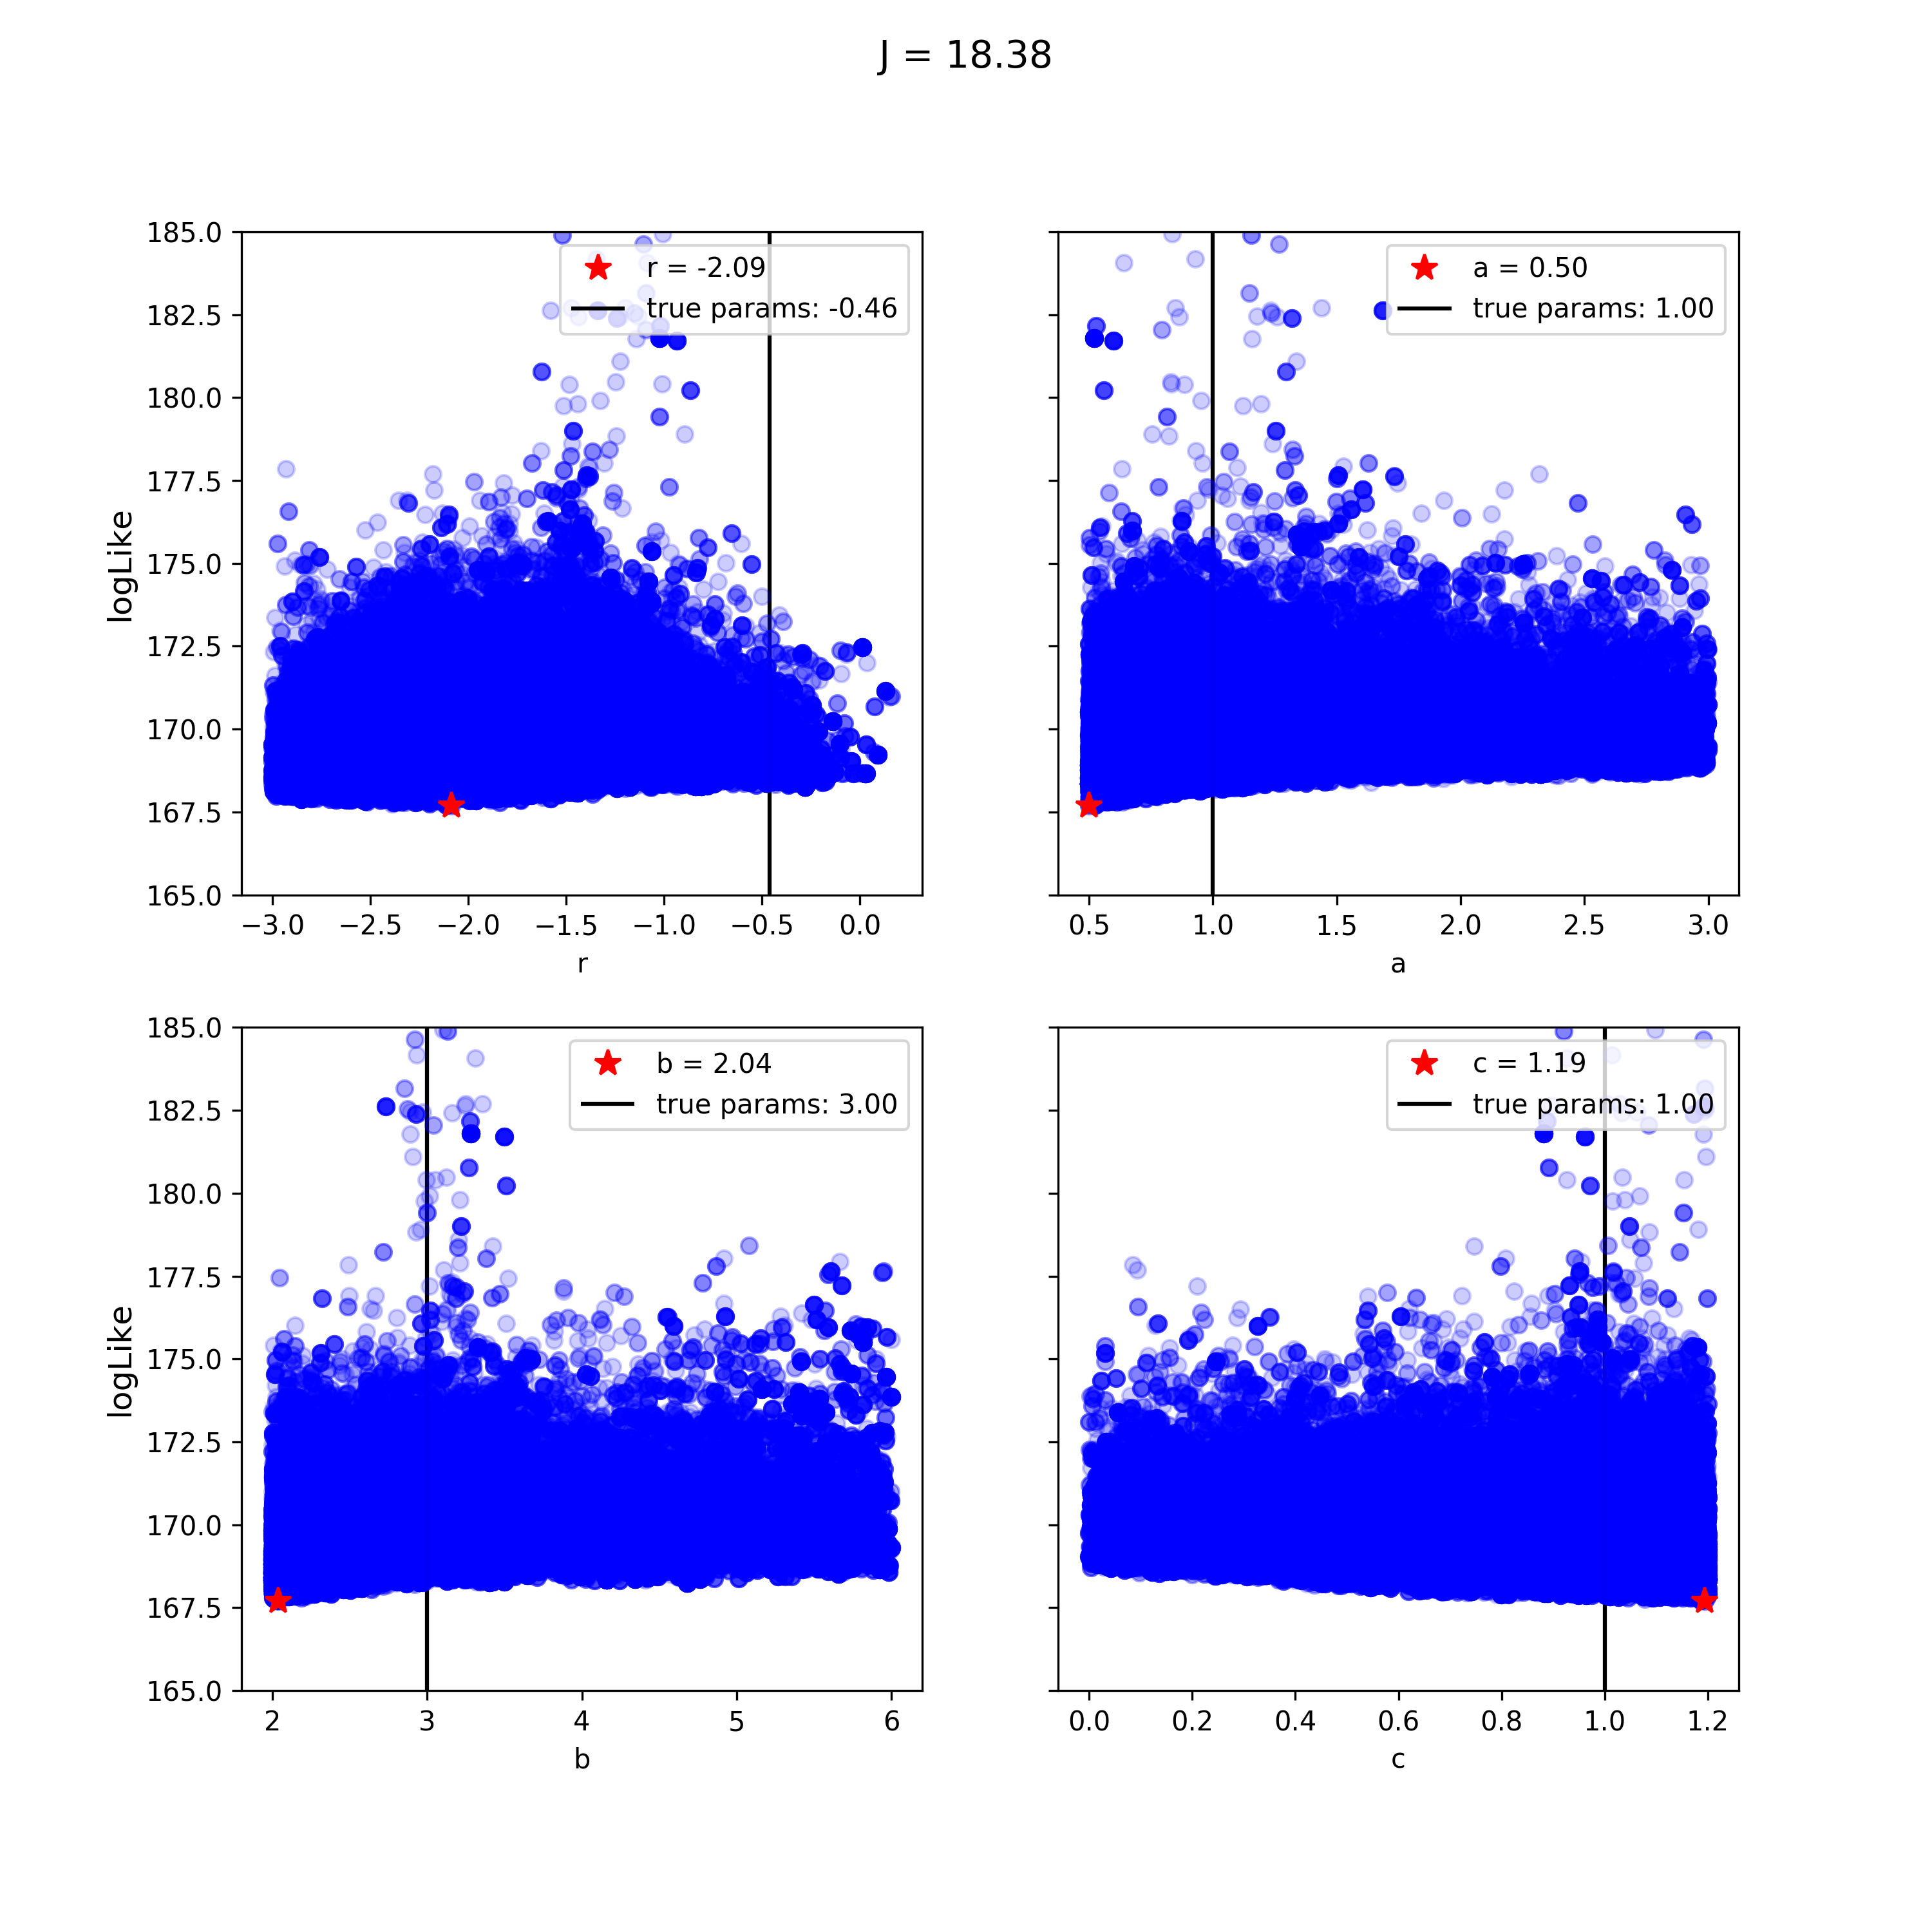 J = 18.38
185.0
182.5
180.0
177.5
175.0
172.5
170.0
167.5
165.0
logLike
r = -2.09
true params: -0.46
−3.0 −2.5 −2.0 −1.5 −1.0 −0.5 0.0
r
a = 0.50
true params: 1.00
0.5 1.0 1.5 2.0 2.5 3.0
a
185.0
182.5
180.0
177.5
175.0
172.5
170.0
167.5
165.0
logLike
b = 2.04
true params: 3.00
2 3 4 5 6
b
c = 1.19
true params: 1.00
0.0 0.2 0.4 0.6 0.8 1.0 1.2
c